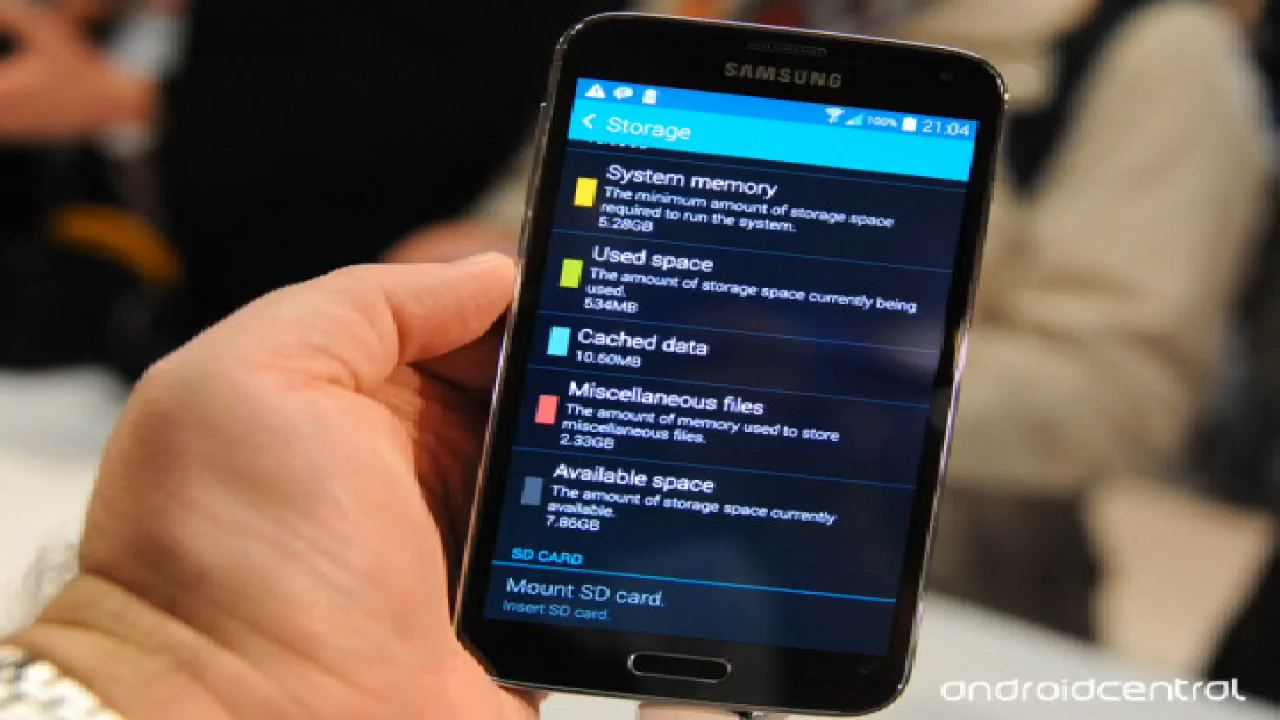 SAMSUNG
100% 21:04
< Storage
System memory
The minimum amount of storage space
required to run the system.
5.28GB
Used space
The amount of storage space currently being
used.
534MB
Cached data
10.60MB
Miscellaneous files
The amount of memory used to store
miscellaneous files.
2.33GB
Available space
The amount of storage space currently
available.
7.86GB
SD CARD
Mount SD card.
Insert SD card.
androidcentral